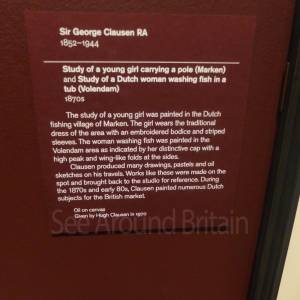 Sir George Clausen RA
1852–1944
Study of a young girl carrying a pole (Marken)
and Study of a Dutch woman washing fish in a
tub (Volendam)
1870s
The study of a young girl was painted in the Dutch
fishing village of Marken. The girl wears the traditional
dress of the area with an embroidered bodice and striped
sleeves. The woman washing fish was painted in the
Volendam area as indicated by her distinctive cap with a
high peak and wing-like folds at the sides.
Clausen produced many drawings, pastels and oil
sketches on his travels. Works like these were made on the
spot and brought back to the studio for reference. During
the 1870s and early 80s, Clausen painted numerous Dutch
subjects for the British market.
Oil on canvas
Given by Hugh Clausen in 1970
See Around Britain